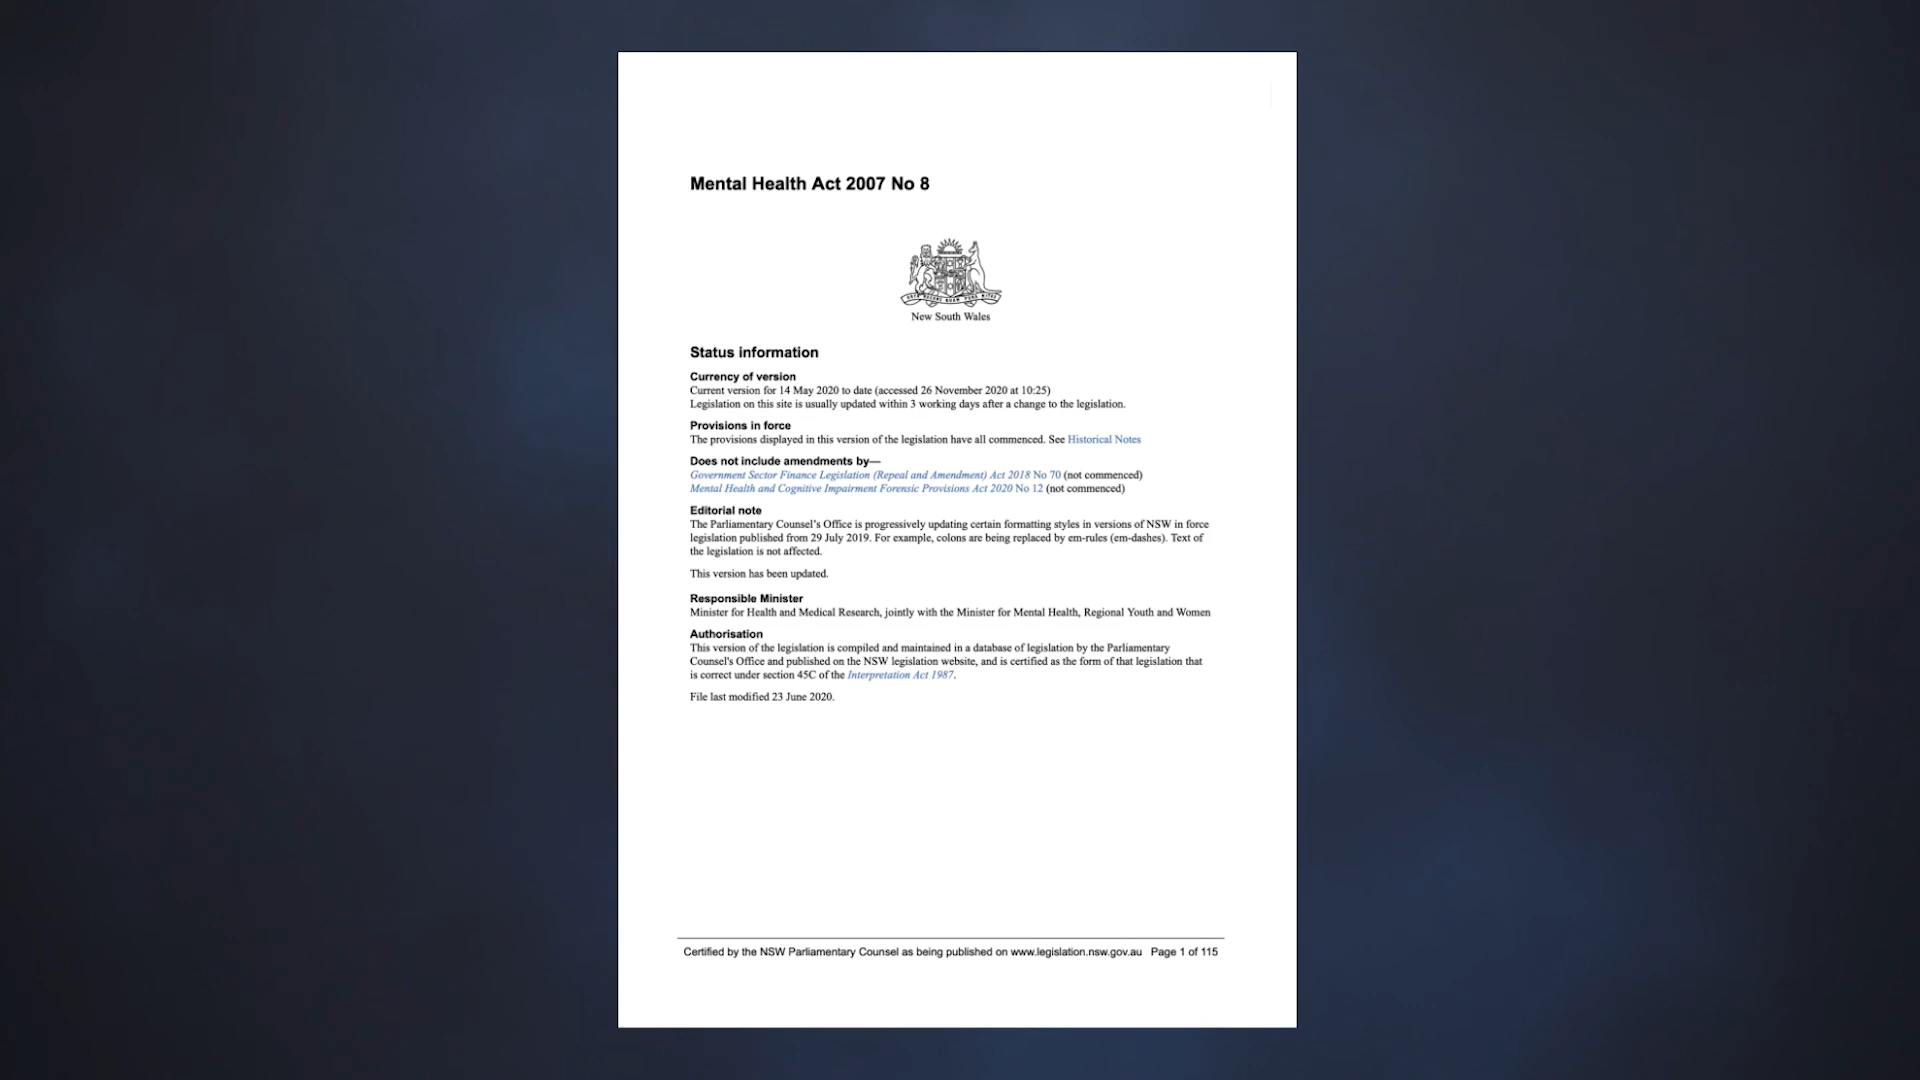 Mental Health Act 2007 No 8
New South Wales
Status information
Currency of version
Current version for 14 May 2020 to date (accessed 26 November 2020 at 10:25)
Legislation on this site is usually updated within 3 working days after a change to the legislation.
Provisions in force
The provisions displayed in this version of the legislation have all commenced. See Historical Notes
Does not include amendments by—
Government Sector Finance Legislation (Repeal and Amendment) Act 2018 No 70 (not commenced)
Mental Health and Cognitive Impairment Forensic Provisions Act 2020 No 12 (not commenced)
Editorial note
The Parliamentary Counsel's Office is progressively updating certain formatting styles in versions of NSW in force
legislation published from 29 July 2019. For example, colons are being replaced by em-rules (em-dashes). Text of
the legislation is not affected.
This version has been updated.
Responsible Minister
Minister for Health and Medical Research, jointly with the Minister for Mental Health, Regional Youth and Women
Authorisation
This version of the legislation is compiled and maintained in a database of legislation by the Parliamentary
Counsel's Office and published on the NSW legislation website, and is certified as the form of that legislation that
is correct under section 45C of the Interpretation Act 1987.
File last modified 23 June 2020.
Certified by the NSW Parliamentary Counsel as being published on www.legislation.nsw.gov.au Page 1 of 115